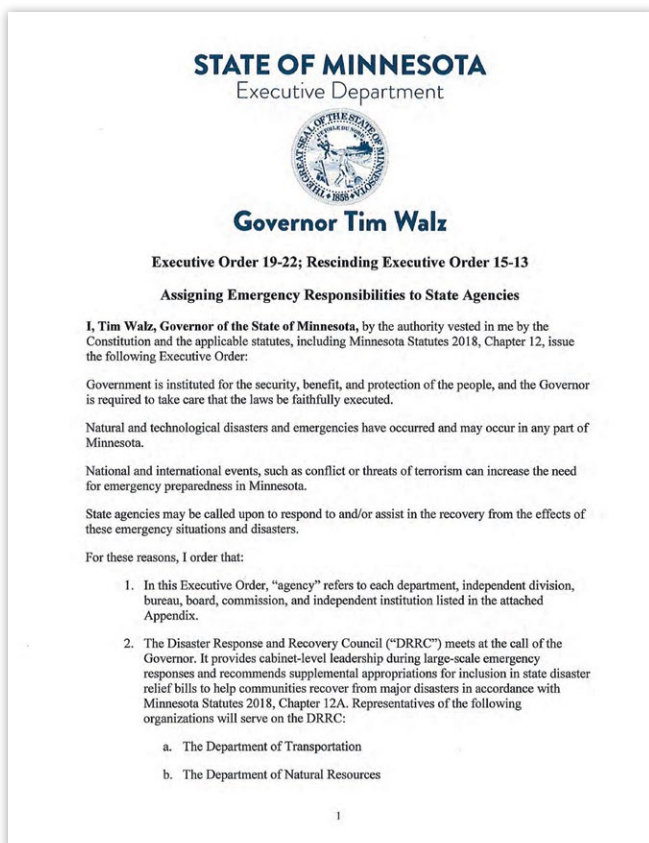 STATE OF MINNESOTA
Executive Department
THE GREAT SEAL OF THE STATE OF MINNESOTA
L'ETOILE DU NORD
1858
Governor Tim Walz
Executive Order 19-22; Rescinding Executive Order 15-13
Assigning Emergency Responsibilities to State Agencies
I, Tim Walz, Governor of the State of Minnesota, by the authority vested in me by the
Constitution and the applicable statutes, including Minnesota Statutes 2018, Chapter 12, issue
the following Executive Order:
Government is instituted for the security, benefit, and protection of the people, and the Governor
is required to take care that the laws be faithfully executed.
Natural and technological disasters and emergencies have occurred and may occur in any part of
Minnesota.
National and international events, such as conflict or threats of terrorism can increase the need
for emergency preparedness in Minnesota.
State agencies may be called upon to respond to and/or assist in the recovery from the effects of
these emergency situations and disasters.
For these reasons, I order that:
1. In this Executive Order, “agency” refers to each department, independent division,
bureau, board, commission, and independent institution listed in the attached
Appendix.
2. The Disaster Response and Recovery Council (“DRRC”) meets at the call of the
Governor. It provides cabinet-level leadership during large-scale emergency
responses and recommends supplemental appropriations for inclusion in state disaster
relief bills to help communities recover from major disasters in accordance with
Minnesota Statutes 2018, Chapter 12A. Representatives of the following
organizations will serve on the DRRC:
a. The Department of Transportation
b. The Department of Natural Resources
1